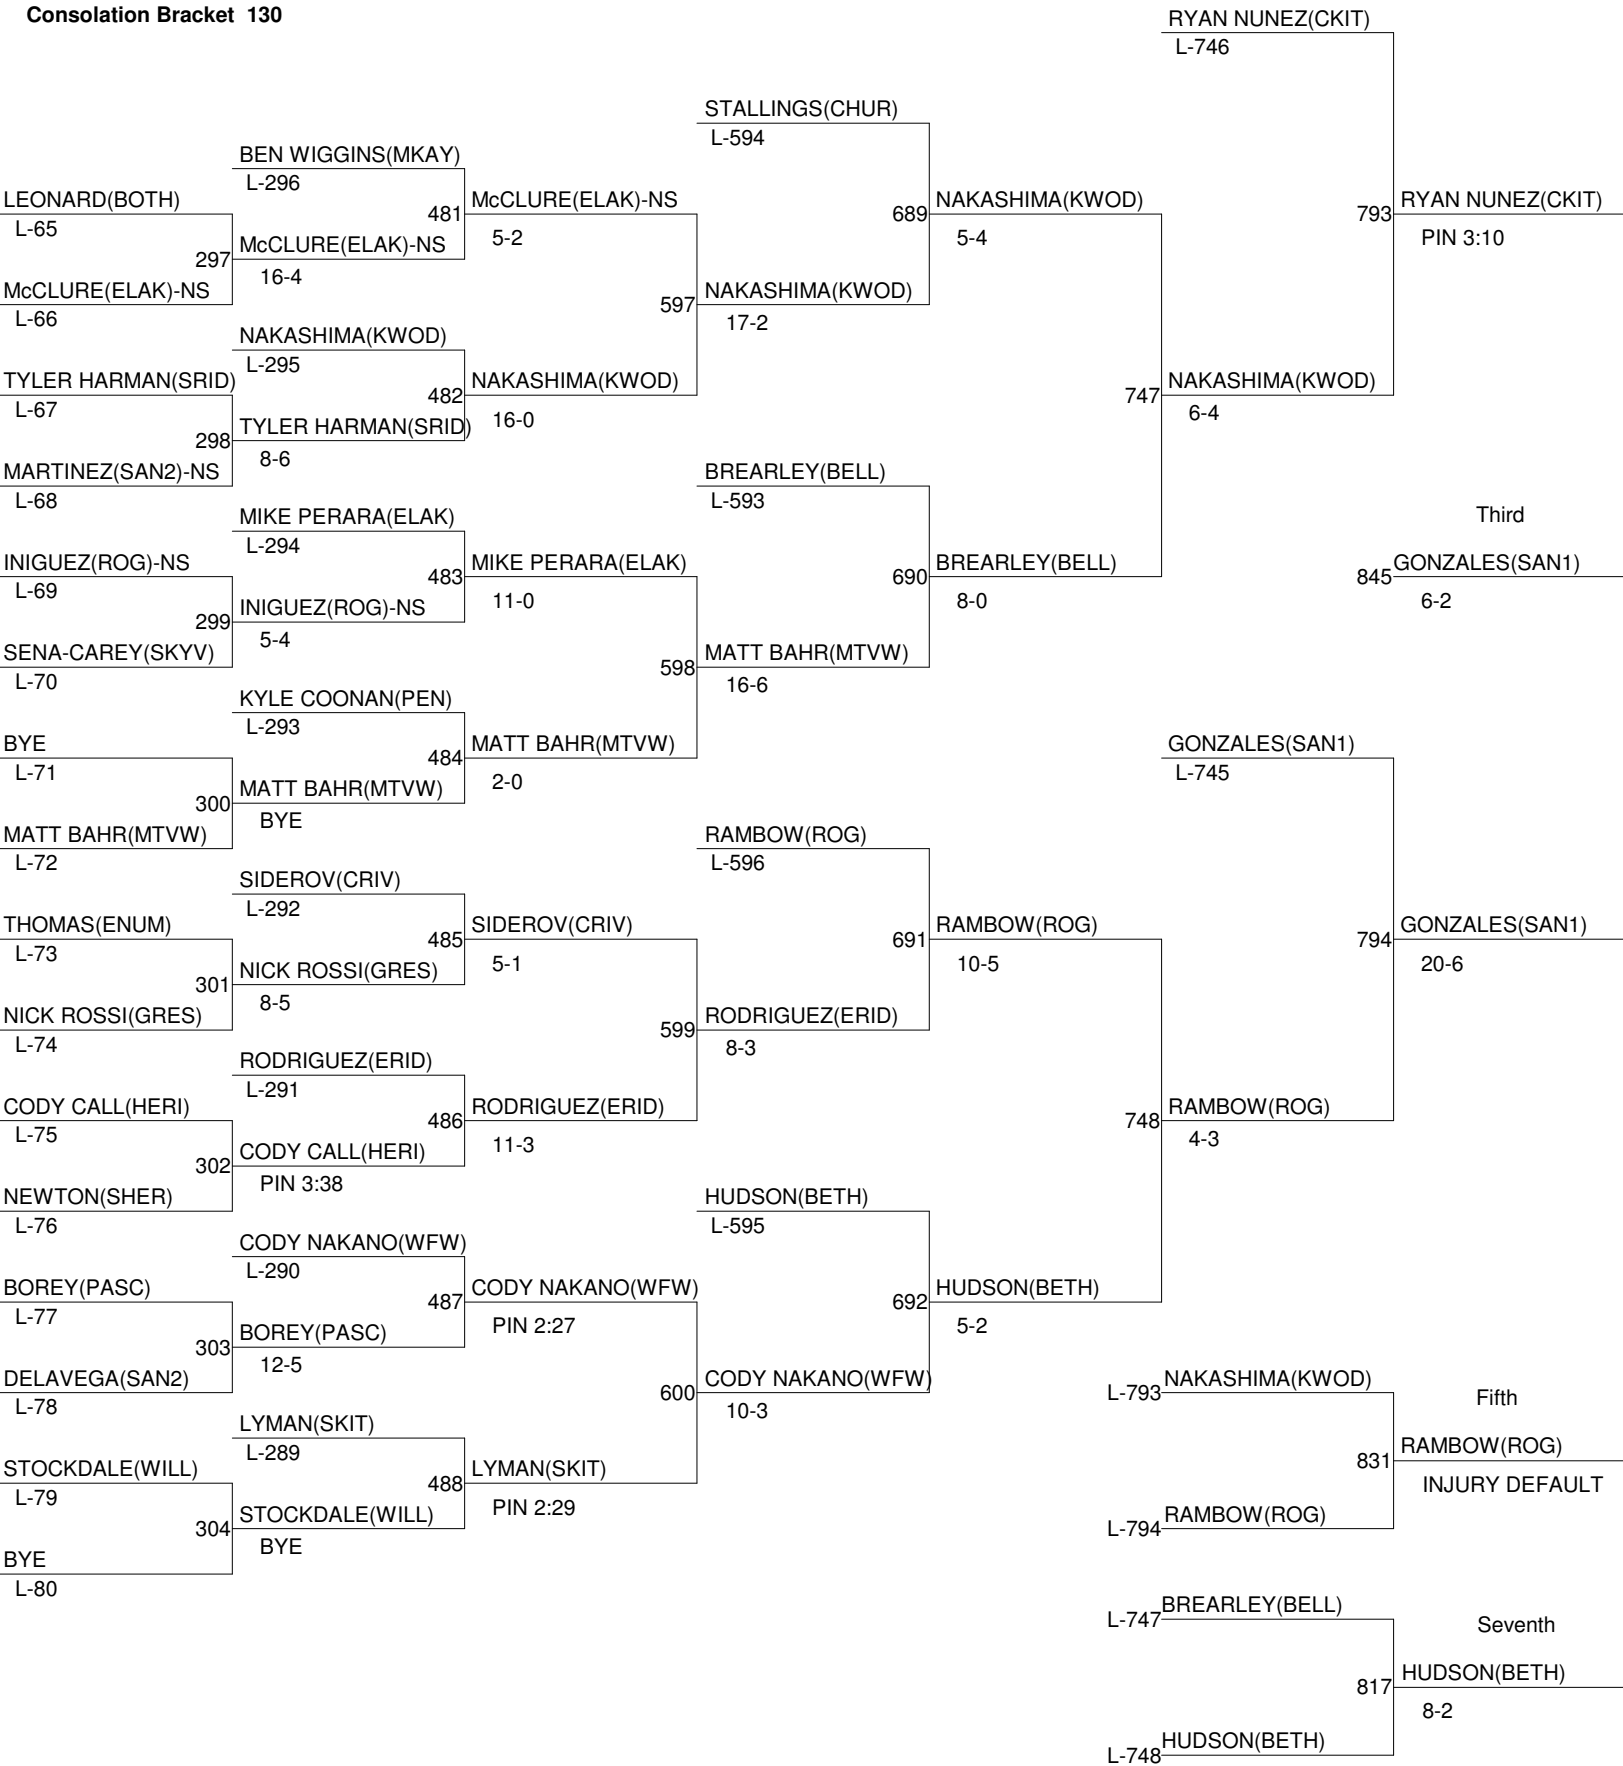 Consolation Bracket 130
LEONARD(BOTH)
L-65
297
McCLURE(ELAK)-NS
L-66
TYLER HARMAN(SRID)
L-67
298
MARTINEZ(SAN2)-NS
L-68
INIGUEZ(ROG)-NS
L-69
299
SENA-CAREY(SKYV)
L-70
BYE
L-71
300
MATT BAHR(MTVW)
L-72
THOMAS(ENUM)
L-73
301
NICK ROSSI(GRES)
L-74
CODY CALL(HERI)
L-75
302
NEWTON(SHER)
L-76
BOREY(PASC)
L-77
303
DELAVEGA(SAN2)
L-78
STOCKDALE(WILL)
L-79
304
BYE
L-80
BEN WIGGINS(MKAY)
L-296
481
McCLURE(ELAK)-NS
16-4
NAKASHIMA(KWOD)
L-295
482
TYLER HARMAN(SRID)
8-6
MIKE PERARA(ELAK)
L-294
483
INIGUEZ(ROG)-NS
5-4
KYLE COONAN(PEN)
L-293
484
MATT BAHR(MTVW)
BYE
SIDEROV(CRIV)
L-292
485
NICK ROSSI(GRES)
8-5
RODRIGUEZ(ERID)
L-291
486
CODY CALL(HERI)
PIN 3:38
CODY NAKANO(WFW)
L-290
487
BOREY(PASC)
12-5
LYMAN(SKIT)
L-289
488
STOCKDALE(WILL)
BYE
McCLURE(ELAK)-NS
5-2
597
NAKASHIMA(KWOD)
16-0
MIKE PERARA(ELAK)
11-0
598
MATT BAHR(MTVW)
2-0
SIDEROV(CRIV)
5-1
599
RODRIGUEZ(ERID)
11-3
CODY NAKANO(WFW)
PIN 2:27
600
LYMAN(SKIT)
PIN 2:29
STALLINGS(CHUR)
L-594
689
NAKASHIMA(KWOD)
17-2
BREARLEY(BELL)
L-593
690
MATT BAHR(MTVW)
16-6
RAMBOW(ROG)
L-596
691
RODRIGUEZ(ERID)
8-3
HUDSON(BETH)
L-595
692
CODY NAKANO(WFW)
10-3
NAKASHIMA(KWOD)
5-4
747
BREARLEY(BELL)
8-0
RAMBOW(ROG)
10-5
748
HUDSON(BETH)
5-2
RYAN NUNEZ(CKIT)
L-746
793
NAKASHIMA(KWOD)
6-4
GONZALES(SAN1)
L-745
794
RAMBOW(ROG)
4-3
RYAN NUNEZ(CKIT)
PIN 3:10
Third
845
GONZALES(SAN1)
6-2
GONZALES(SAN1)
20-6
L-793
NAKASHIMA(KWOD)
Fifth
831
RAMBOW(ROG)
INJURY DEFAULT
L-794
RAMBOW(ROG)
L-747
BREARLEY(BELL)
Seventh
817
HUDSON(BETH)
8-2
L-748
HUDSON(BETH)